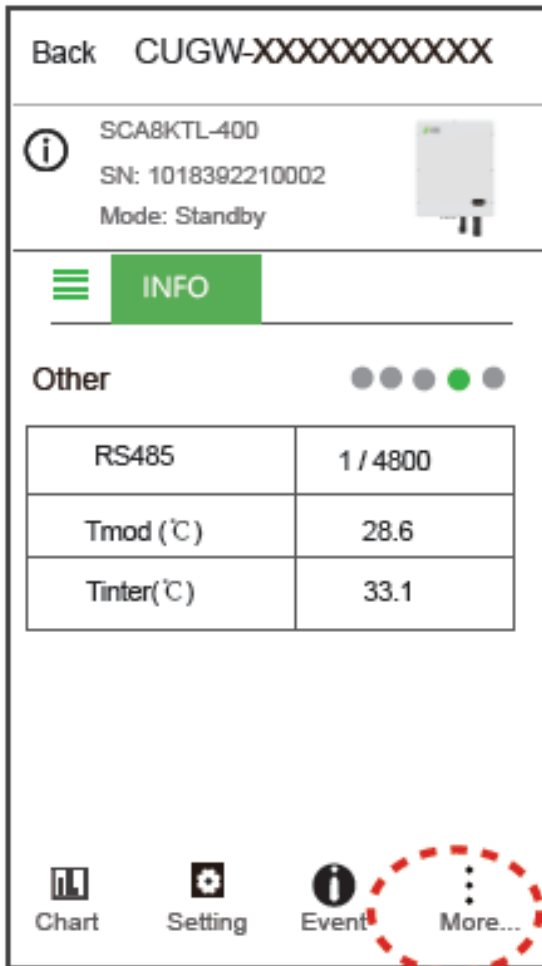 Back CUGW-XXXXXXXXXXX
SCA8KTL-400
SN: 1018392210002
Mode: Standby
INFO
Other
RS485 1 / 4800
Tmod (℃) 28.6
Tinter(℃) 33.1
Chart Setting Event More...